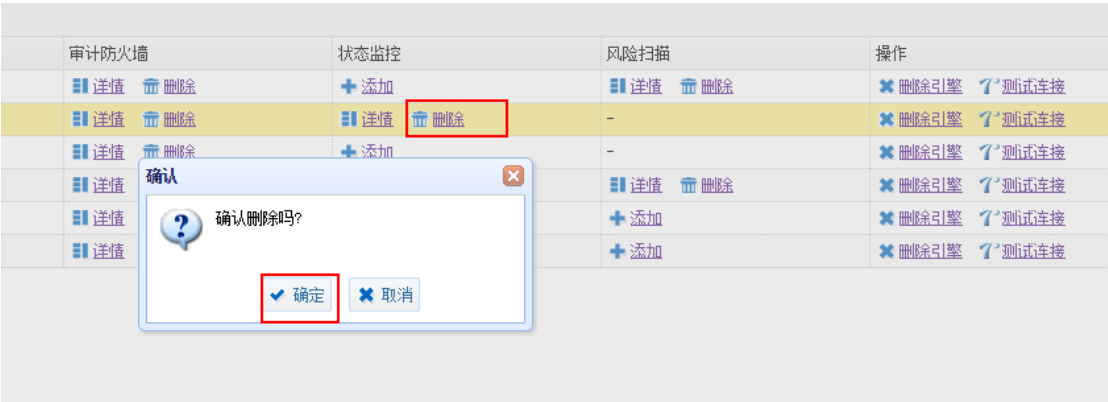 审计防火墙 状态监控 风险扫描 操作
详情 删除 添加 详情 删除 删除引擎 测试连接
详情 删除 详情 删除 - 删除引擎 测试连接
详情 删除 添加 - 删除引擎 测试连接
详情 详情 删除 删除引擎 测试连接
详情 添加 删除引擎 测试连接
详情 添加 删除引擎 测试连接
确认
确认删除吗?
确定 取消